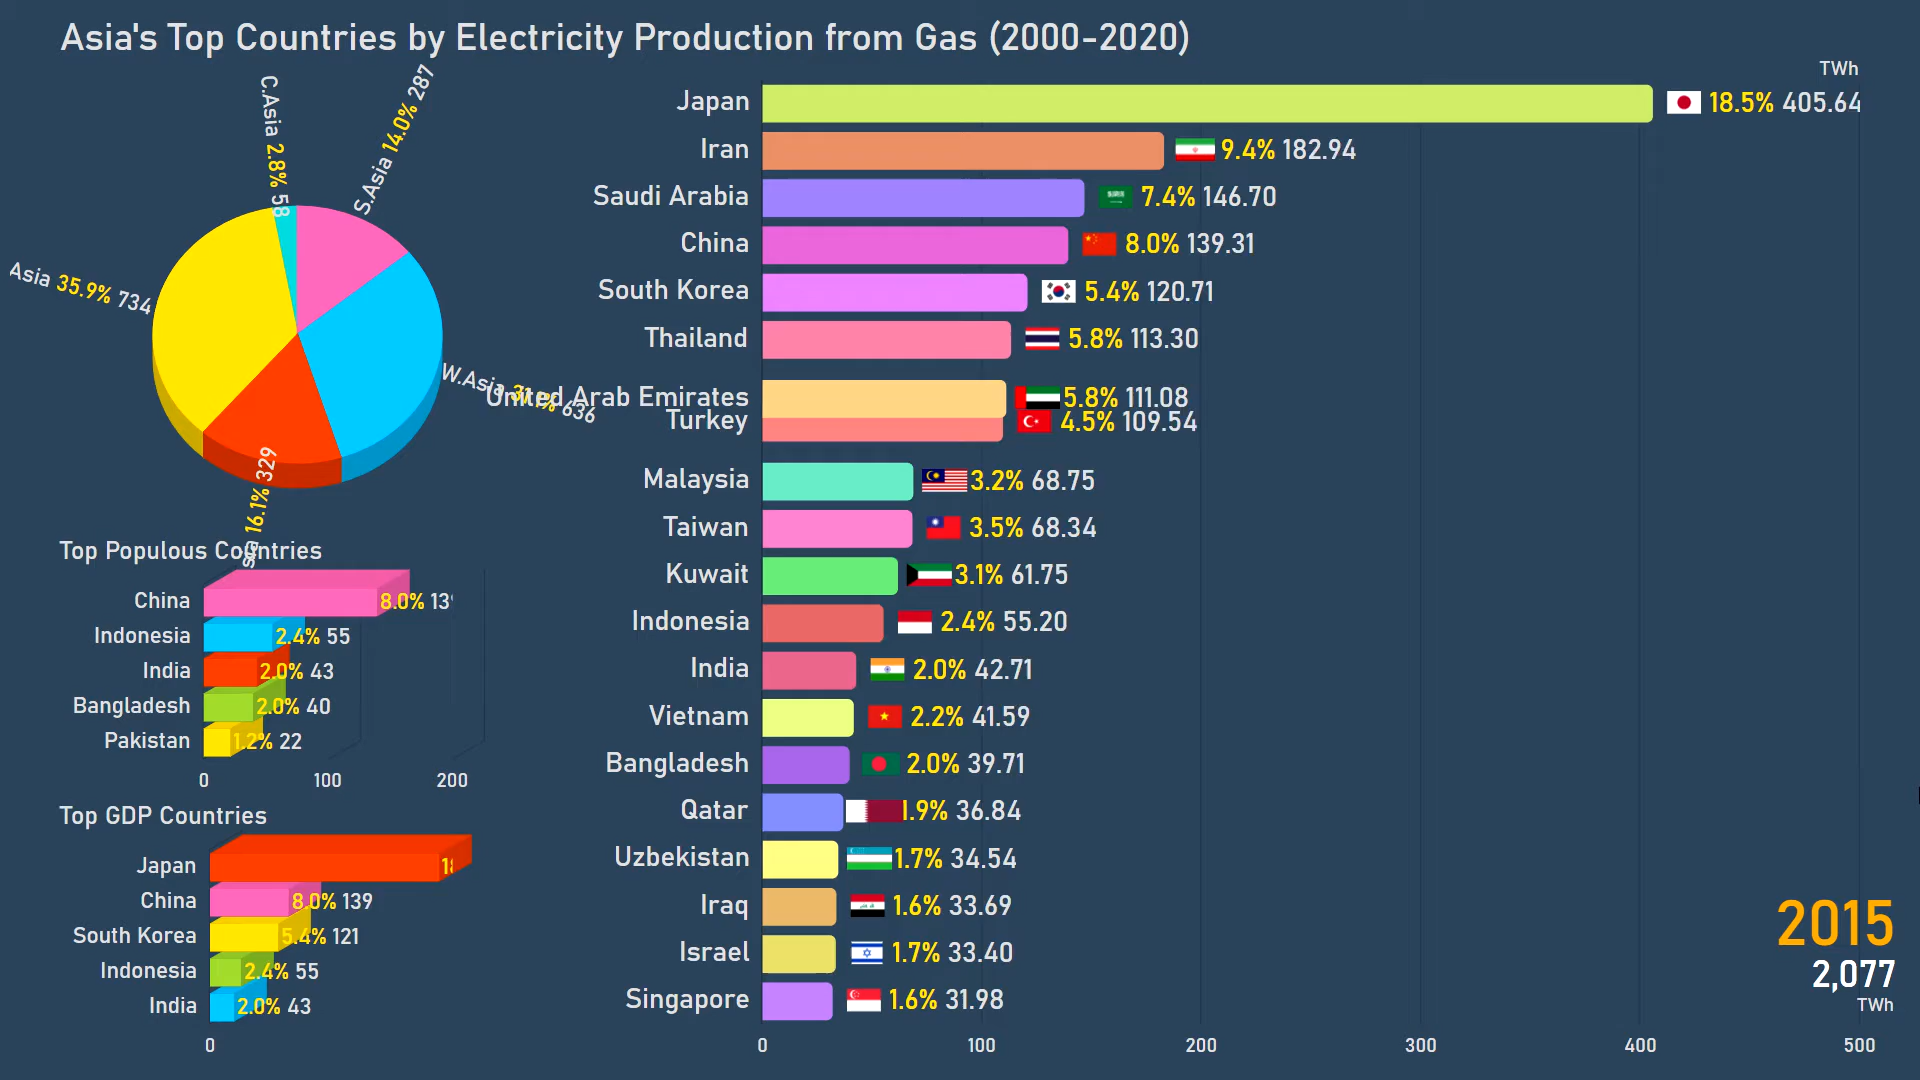 Asia's Top Countries by Electricity Production from Gas (2000-2020)
TWh
C.Asia 2.8% 58
S.Asia 14.0% 287
Asia 35.9% 734
W.Asia 31.1% 636
16.1% 329
Japan 18.5% 405.64
Iran 9.4% 182.94
Saudi Arabia 7.4% 146.70
China 8.0% 139.31
South Korea 5.4% 120.71
Thailand 5.8% 113.30
United Arab Emirates 5.8% 111.08
Turkey 4.5% 109.54
Malaysia 3.2% 68.75
Taiwan 3.5% 68.34
Kuwait 3.1% 61.75
Indonesia 2.4% 55.20
India 2.0% 42.71
Vietnam 2.2% 41.59
Bangladesh 2.0% 39.71
Qatar 1.9% 36.84
Uzbekistan 1.7% 34.54
Iraq 1.6% 33.69
Israel 1.7% 33.40
Singapore 1.6% 31.98
0 100 200 300 400 500
Top Populous Countries
China 8.0% 139
Indonesia 2.4% 55
India 2.0% 43
Bangladesh 2.0% 40
Pakistan 1.2% 22
0 100 200
Top GDP Countries
Japan
China 8.0% 139
South Korea 5.4% 121
Indonesia 2.4% 55
India 2.0% 43
0
2015
2,077
TWh